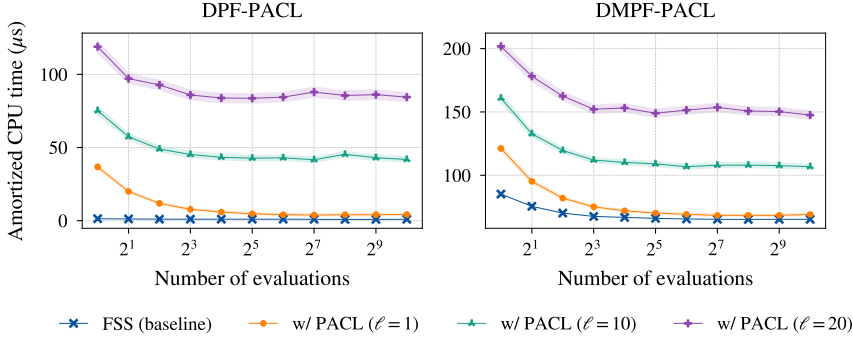 DPF-PACL
DMPF-PACL
Amortized CPU time (μs)
100
50
0
200
150
100
2^1 2^3 2^5 2^7 2^9
2^1 2^3 2^5 2^7 2^9
Number of evaluations
Number of evaluations
FSS (baseline) w/ PACL (ℓ = 1) w/ PACL (ℓ = 10) w/ PACL (ℓ = 20)